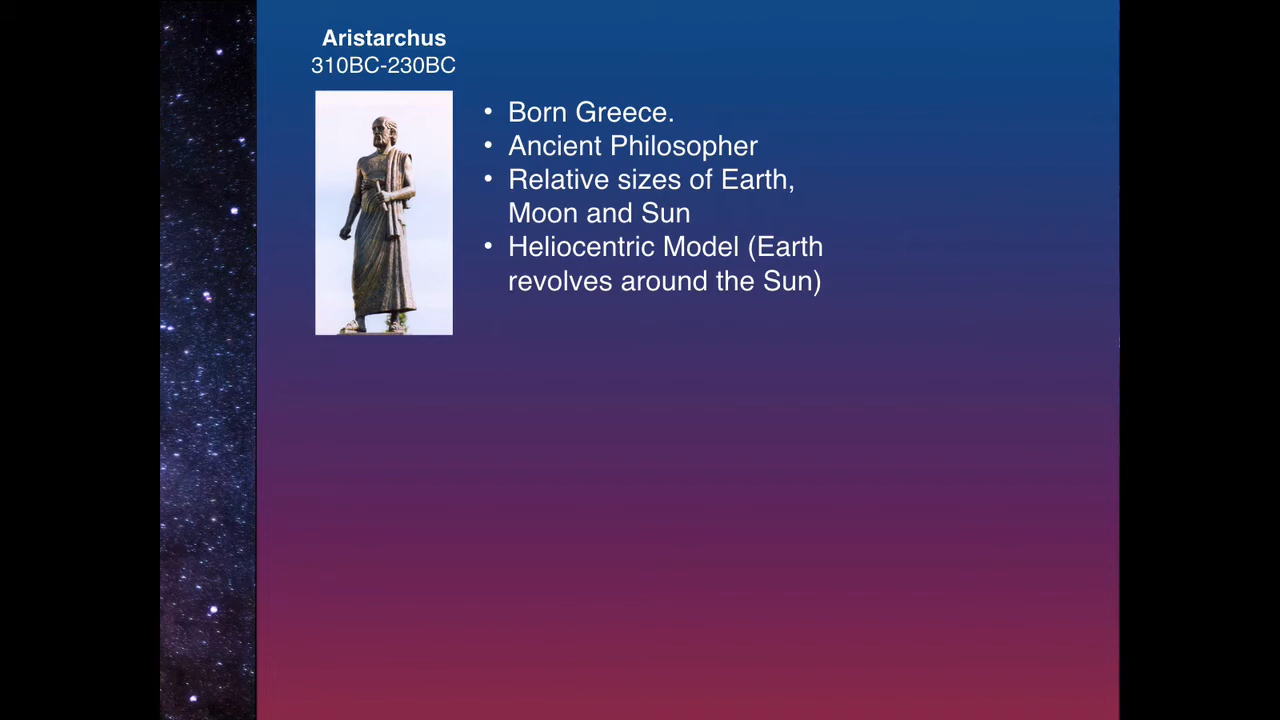 Aristarchus
310BC-230BC
• Born Greece.
• Ancient Philosopher
• Relative sizes of Earth,
Moon and Sun
• Heliocentric Model (Earth
revolves around the Sun)